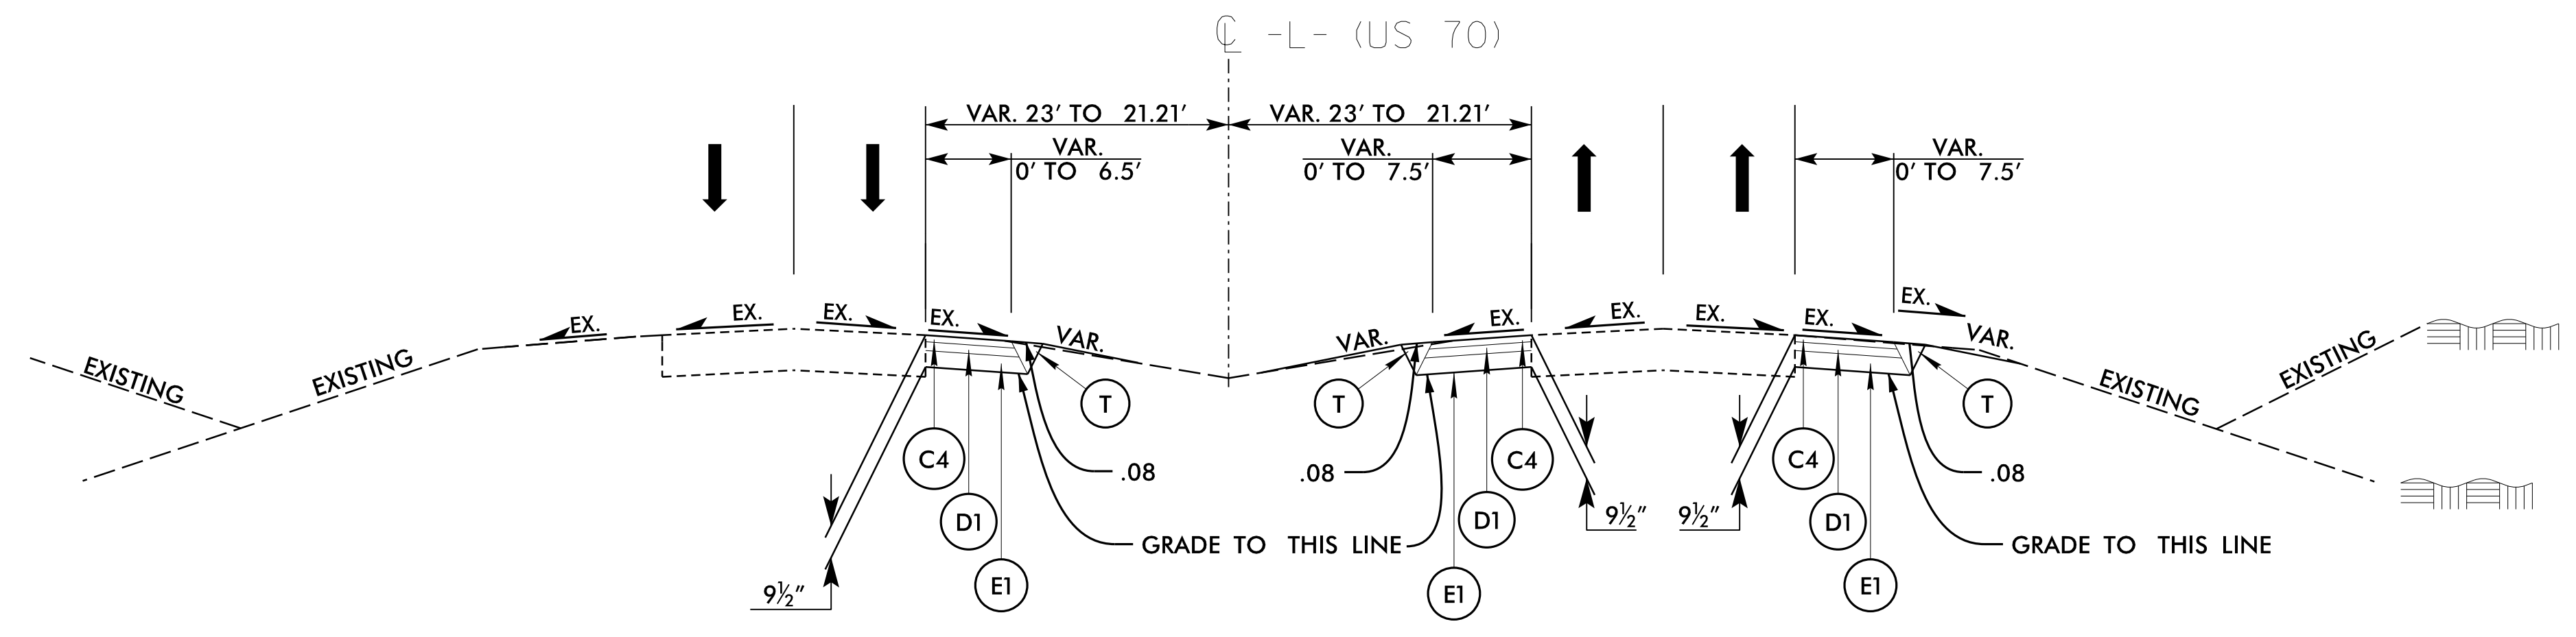 ℄ -L- (US 70)
VAR. 23' TO 21.21'
VAR. 23' TO 21.21'
VAR.
0' TO 6.5'
VAR.
0' TO 7.5'
VAR.
0' TO 7.5'
EXISTING
EXISTING
EX.
EX.
EX.
EX.
VAR.
VAR.
EX.
EX.
EX.
EX.
EX.
VAR.
EXISTING
EXISTING
T
T
T
C4
.08
.08
C4
C4
.08
D1
D1
D1
9½"
9½"
9½"
GRADE TO THIS LINE
GRADE TO THIS LINE
E1
E1
E1